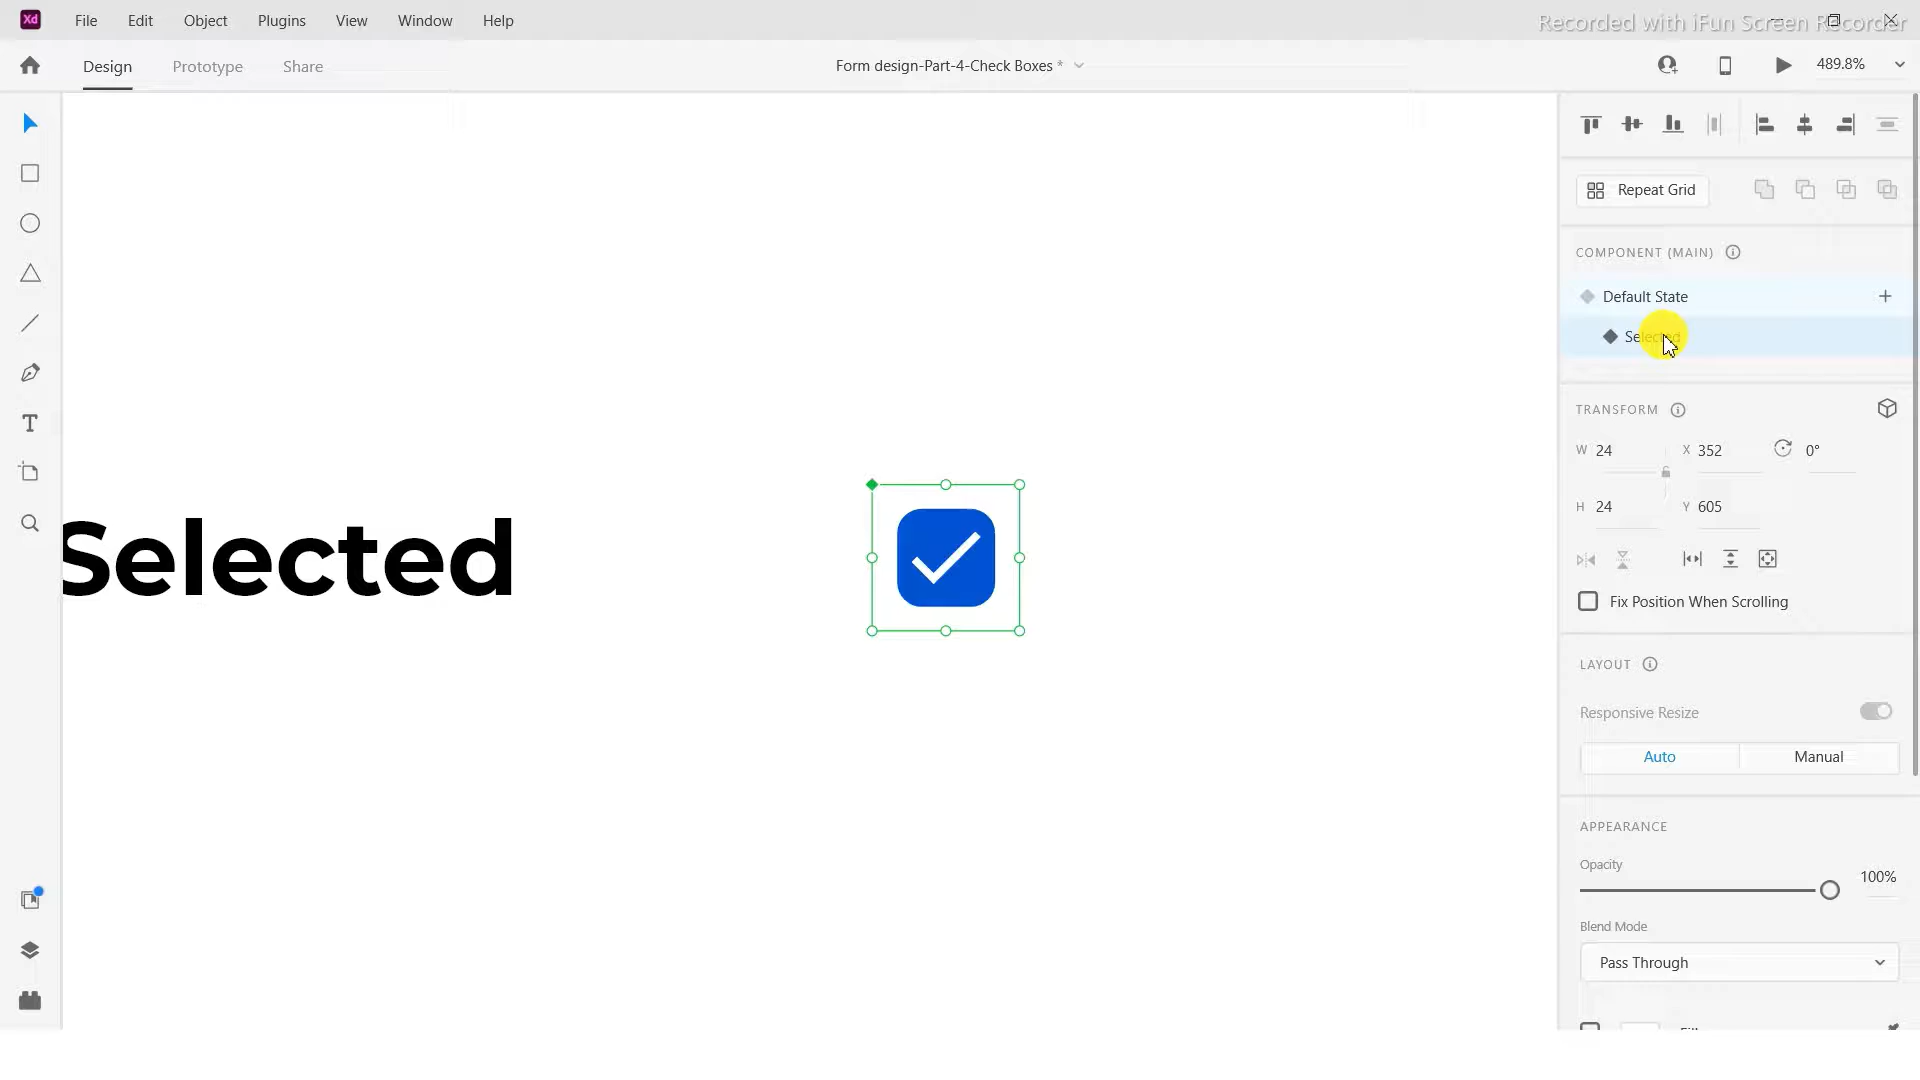 Xd File Edit Object Plugins View Window Help
Recorded with iFun Screen Recorder
Design Prototype Share
Form design-Part-4-Check Boxes *
489.8%
Repeat Grid
COMPONENT (MAIN)
Default State
Selected
TRANSFORM
W 24 X 352 0°
H 24 Y 605
Fix Position When Scrolling
Selected
LAYOUT
Responsive Resize
Auto Manual
APPEARANCE
Opacity
100%
Blend Mode
Pass Through